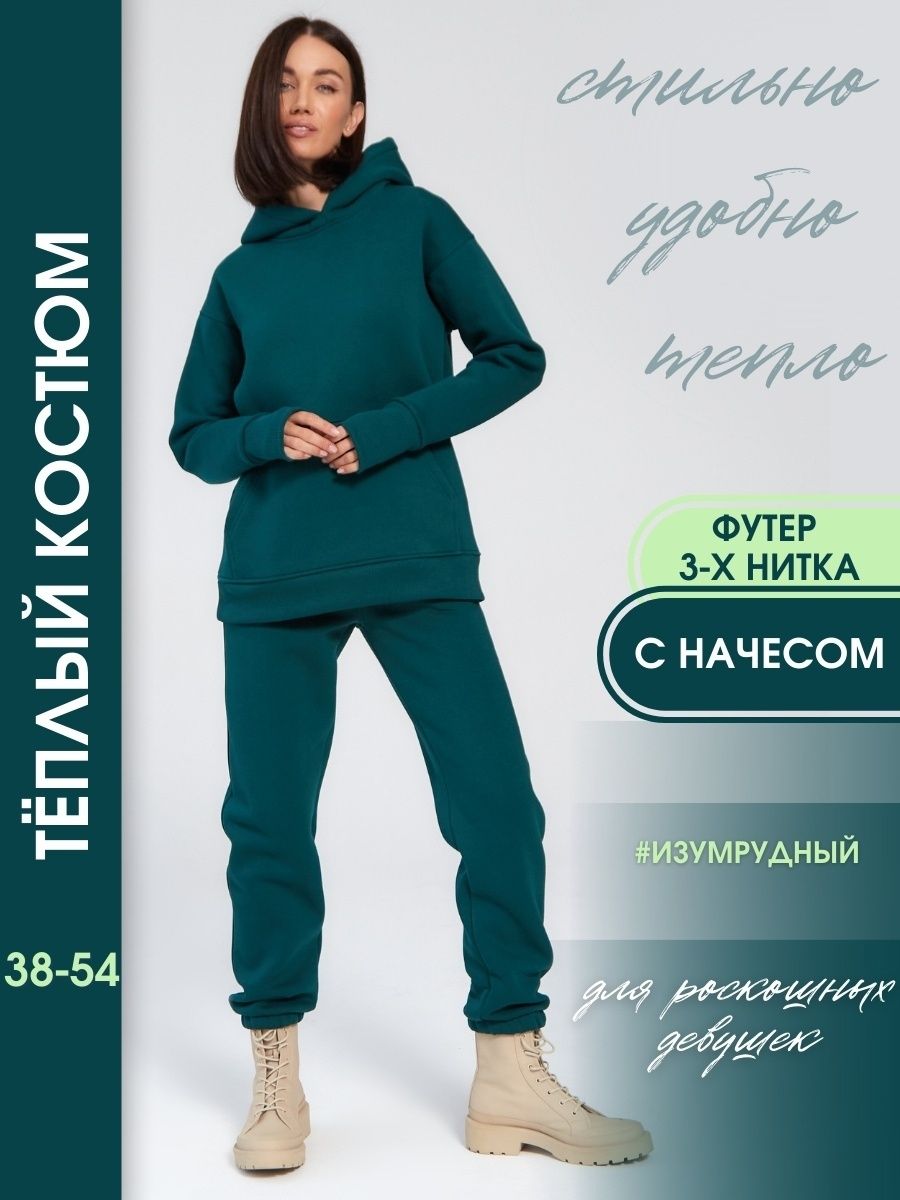 ТЁПЛЫЙ КОСТЮМ
38-54
стильно
удобно
тепло
ФУТЕР
3-Х НИТКА
С НАЧЕСОМ
#ИЗУМРУДНЫЙ
для роскошных
девушек